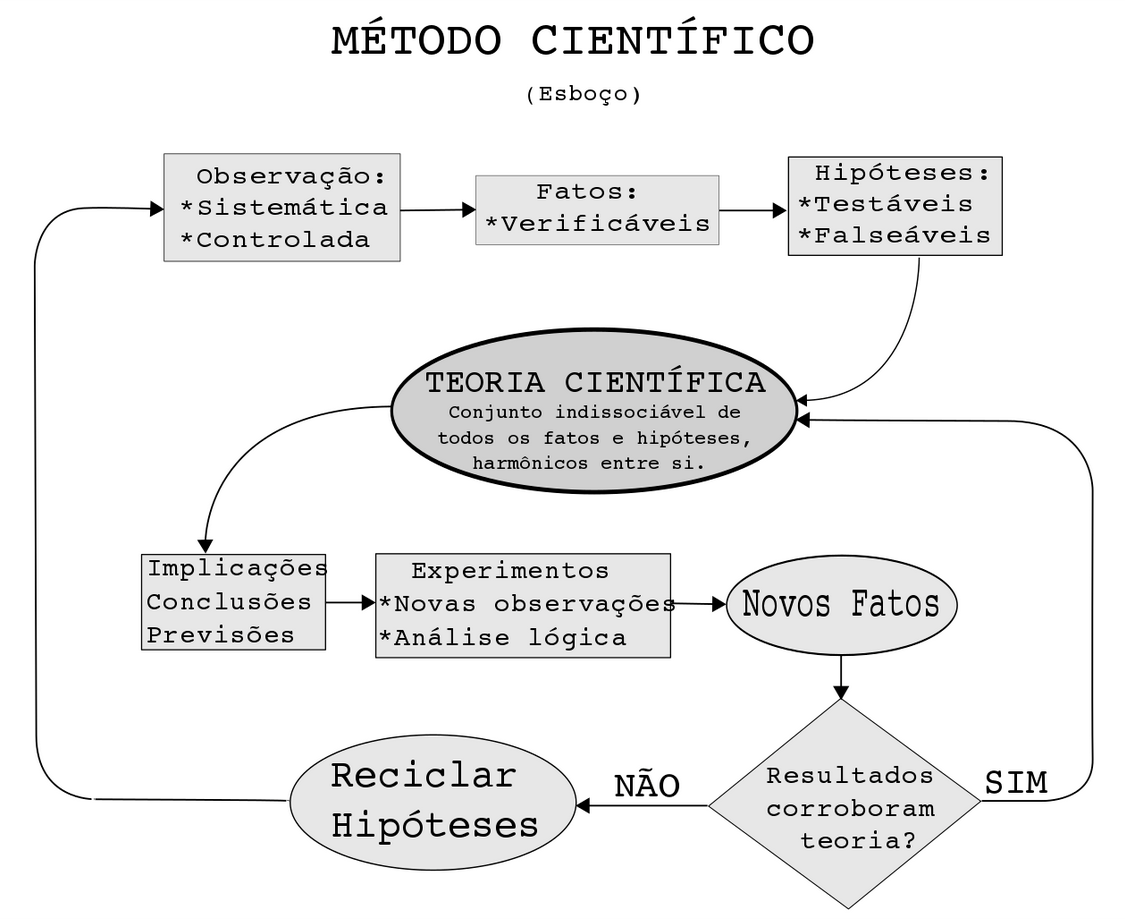 MÉTODO CIENTÍFICO
(Esboço)
Observação:
*Sistemática
*Controlada
Fatos:
*Verificáveis
Hipóteses:
*Testáveis
*Falseáveis
TEORIA CIENTÍFICA
Conjunto indissociável de
todos os fatos e hipóteses,
harmônicos entre si.
Implicações
Conclusões
Previsões
Experimentos
*Novas observações
*Análise lógica
Novos Fatos
Resultados
corroboram
teoria?
SIM
NÃO
Reciclar
Hipóteses